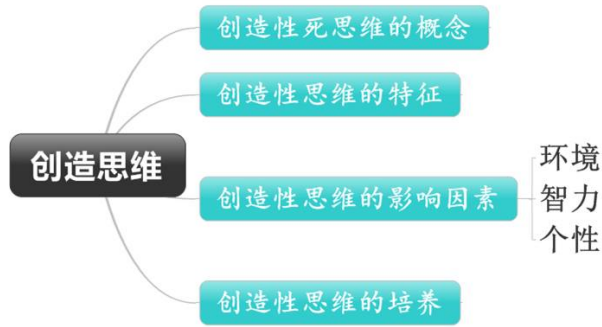 创造思维
创造性死思维的概念
创造性思维的特征
创造性思维的影响因素
环境
智力
个性
创造性思维的培养